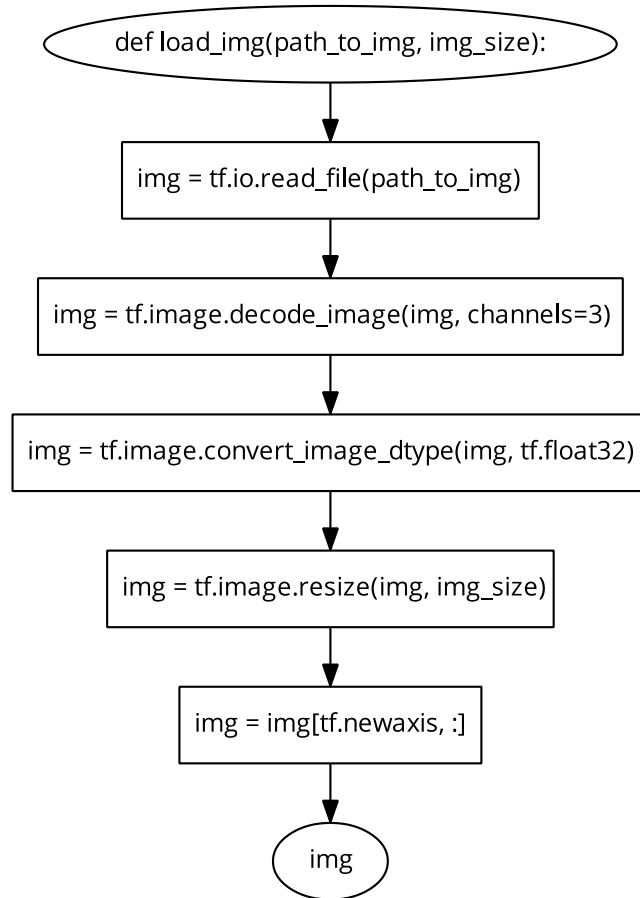 def load_img(path_to_img, img_size):
img = tf.io.read_file(path_to_img)
img = tf.image.decode_image(img, channels=3)
img = tf.image.convert_image_dtype(img, tf.float32)
img = tf.image.resize(img, img_size)
img = img[tf.newaxis, :]
img